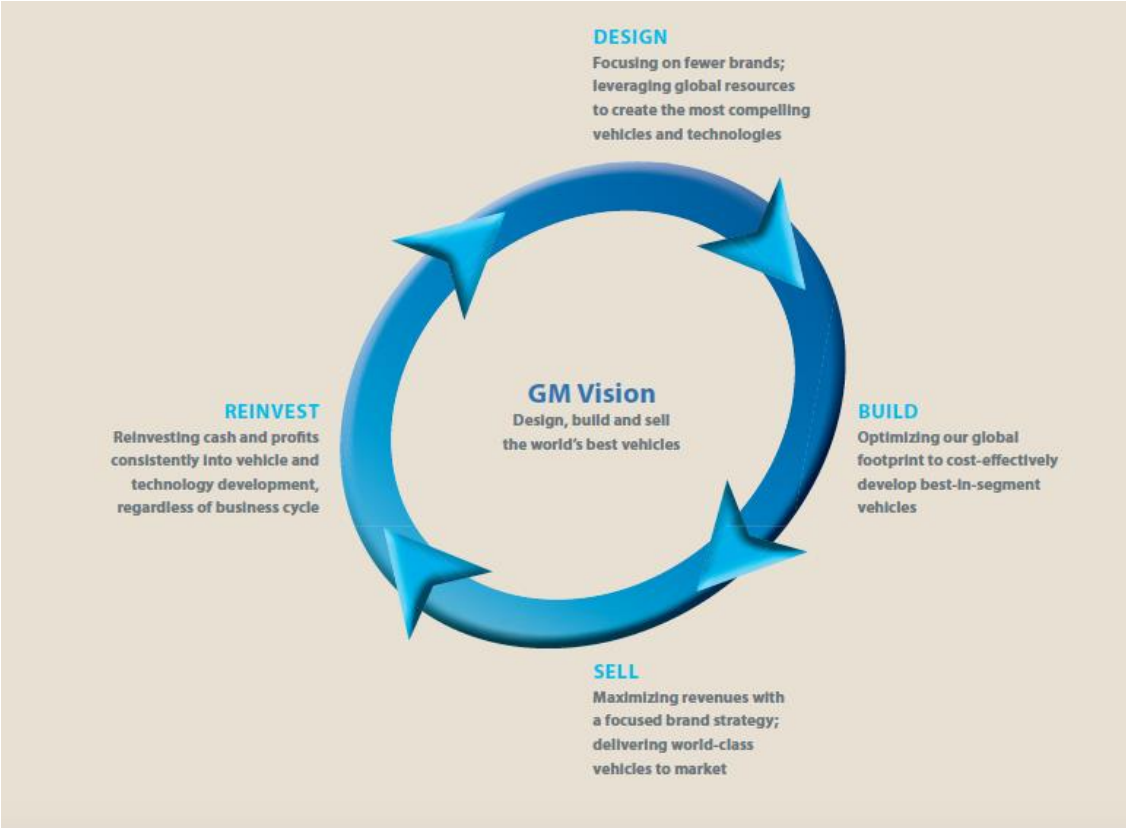 DESIGN
Focusing on fewer brands;
leveraging global resources
to create the most compelling
vehicles and technologies
GM Vision
Design, build and sell
the world's best vehicles
REINVEST
Reinvesting cash and profits
consistently into vehicle and
technology development,
regardless of business cycle
BUILD
Optimizing our global
footprint to cost-effectively
develop best-in-segment
vehicles
SELL
Maximizing revenues with
a focused brand strategy;
delivering world-class
vehicles to market